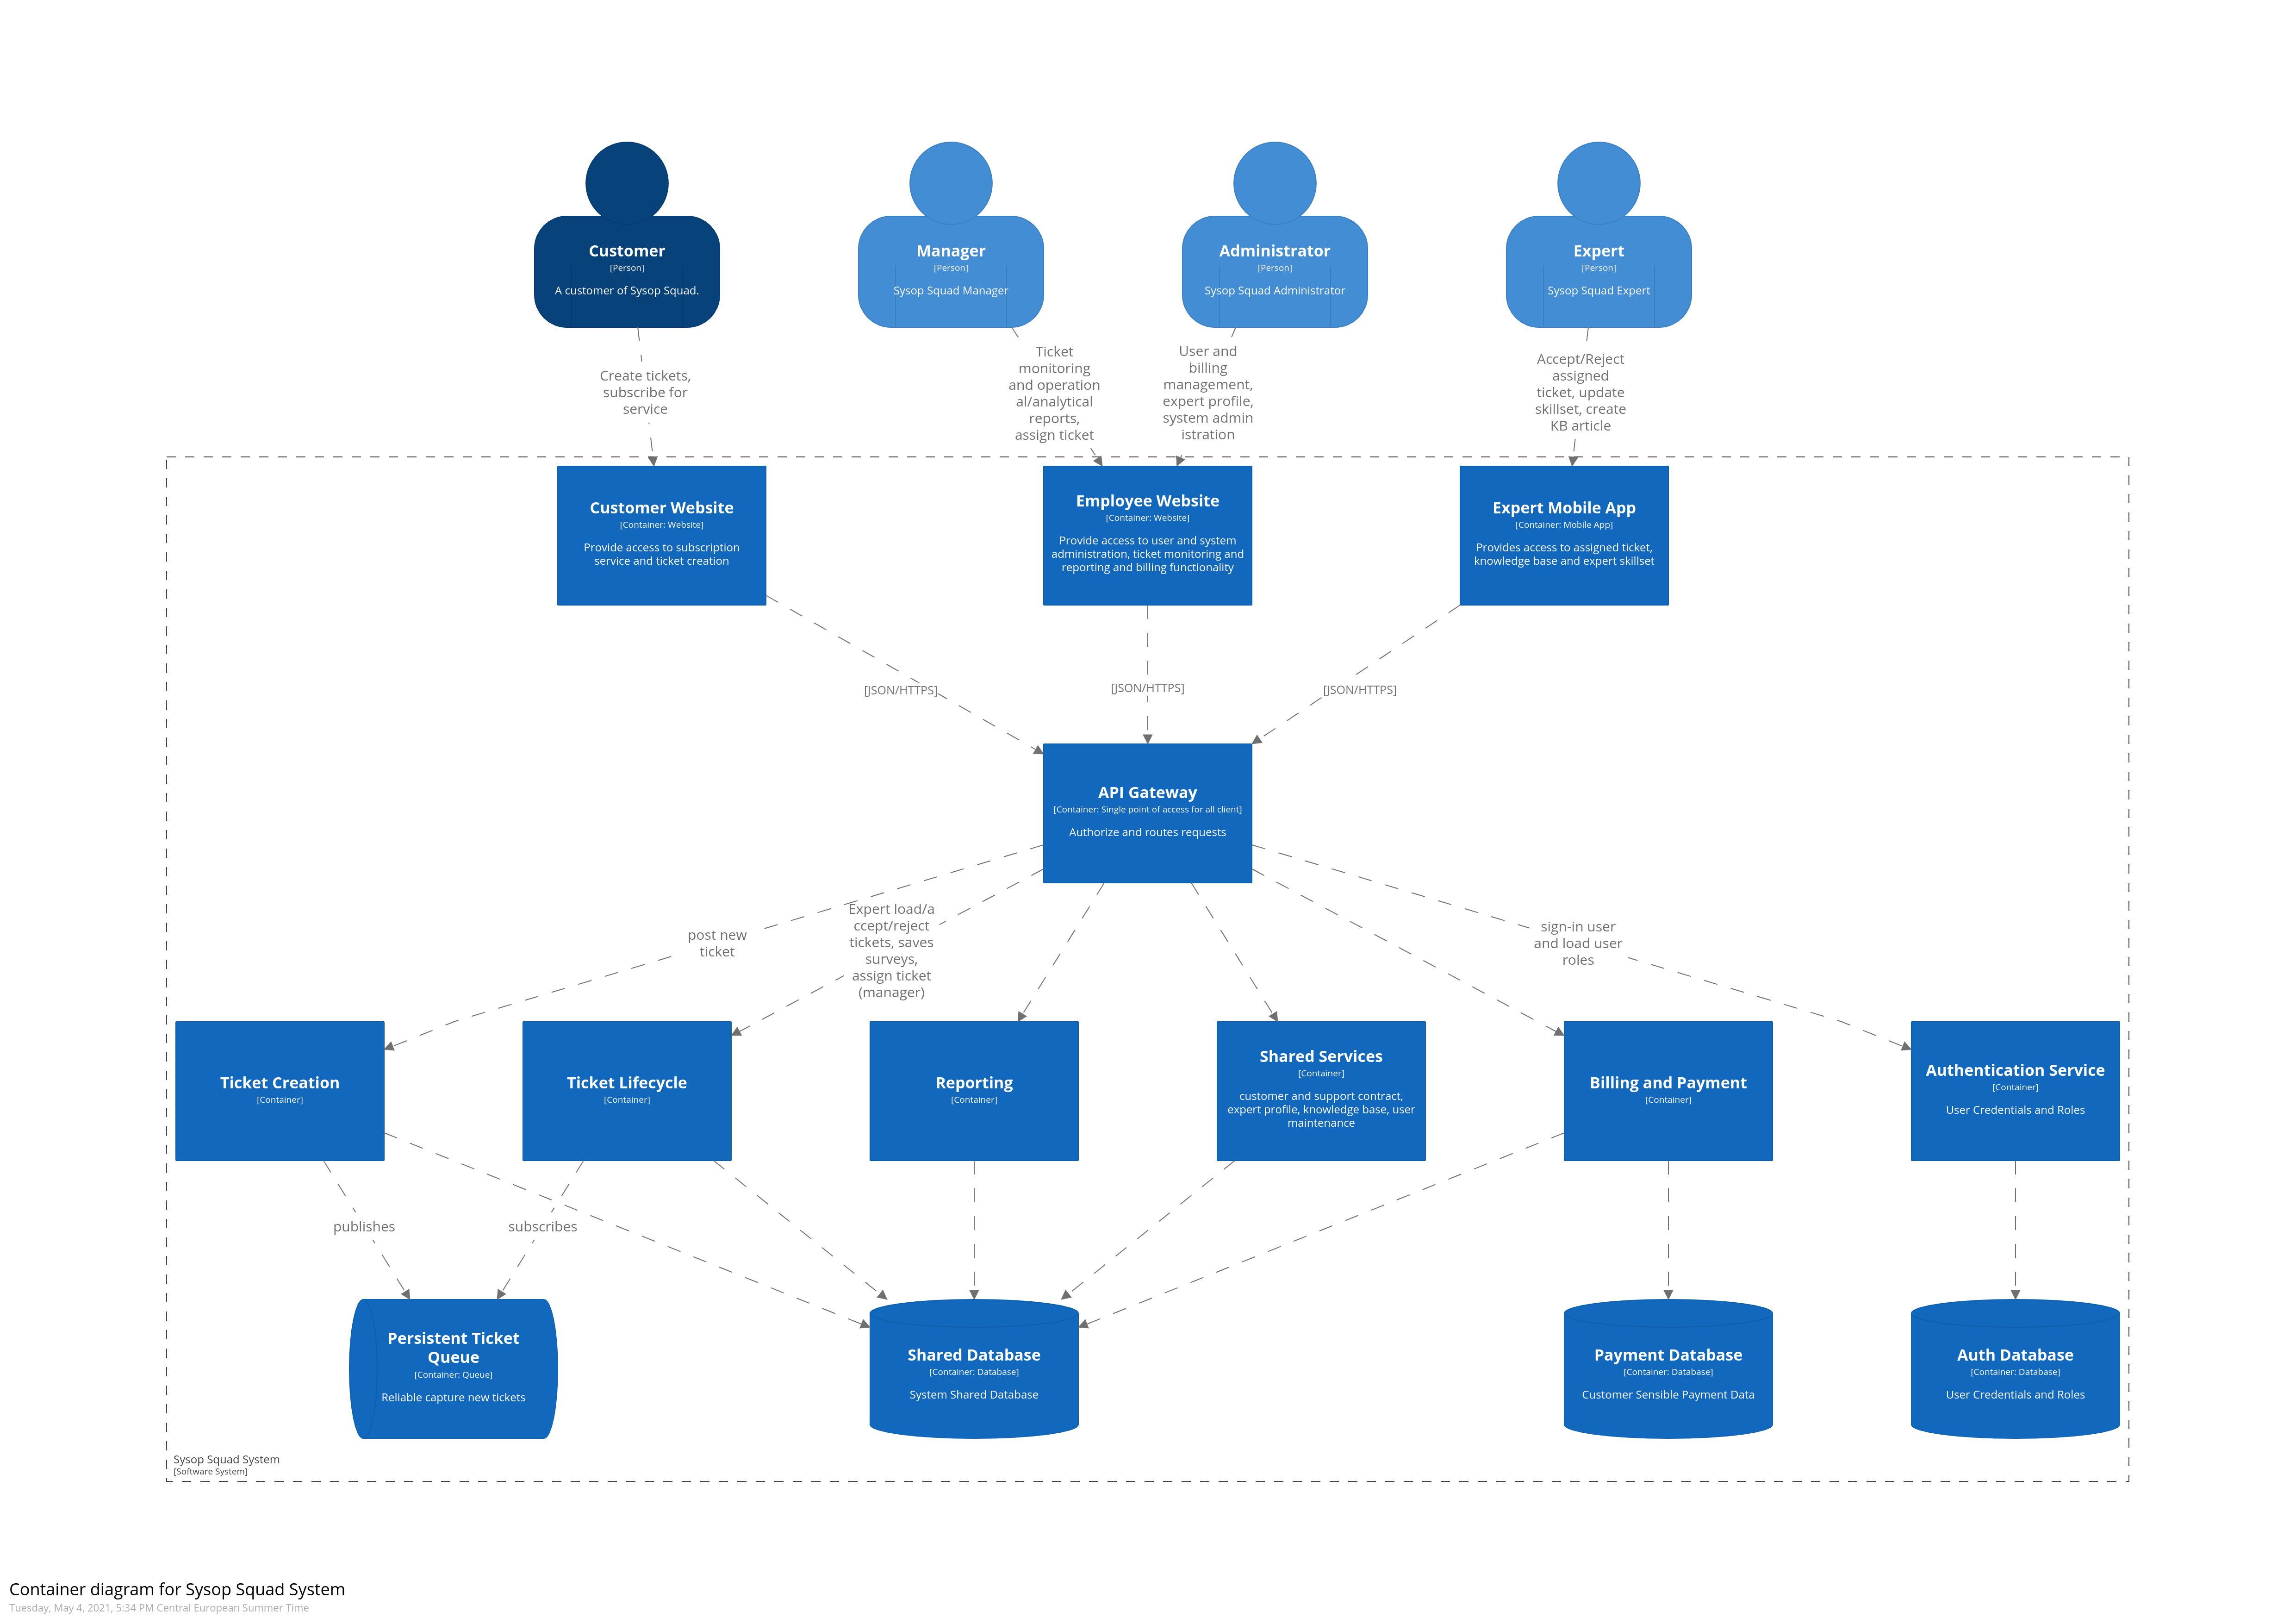 Customer
[Person]
A customer of Sysop Squad.
Manager
[Person]
Sysop Squad Manager
Administrator
[Person]
Sysop Squad Administrator
Expert
[Person]
Sysop Squad Expert
Create tickets,
subscribe for
service
Ticket
monitoring
and operation
al/analytical
reports,
assign ticket
User and
billing
management,
expert profile,
system admin
istration
Accept/Reject
assigned
ticket, update
skillset, create
KB article
Customer Website
[Container: Website]
Provide access to subscription
service and ticket creation
Employee Website
[Container: Website]
Provide access to user and system
administration, ticket monitoring and
reporting and billing functionality
Expert Mobile App
[Container: Mobile App]
Provides access to assigned ticket,
knowledge base and expert skillset
[JSON/HTTPS]
[JSON/HTTPS]
[JSON/HTTPS]
API Gateway
[Container: Single point of access for all client]
Authorize and routes requests
post new
ticket
Expert load/a
ccept/reject
tickets, saves
surveys,
assign ticket
(manager)
sign-in user
and load user
roles
Ticket Creation
[Container]
Ticket Lifecycle
[Container]
Reporting
[Container]
Shared Services
[Container]
customer and support contract,
expert profile, knowledge base, user
maintenance
Billing and Payment
[Container]
Authentication Service
[Container]
User Credentials and Roles
publishes
subscribes
Persistent Ticket
Queue
[Container: Queue]
Reliable capture new tickets
Shared Database
[Container: Database]
System Shared Database
Payment Database
[Container: Database]
Customer Sensible Payment Data
Auth Database
[Container: Database]
User Credentials and Roles
Sysop Squad System
[Software System]
Container diagram for Sysop Squad System
Tuesday, May 4, 2021, 5:34 PM Central European Summer Time